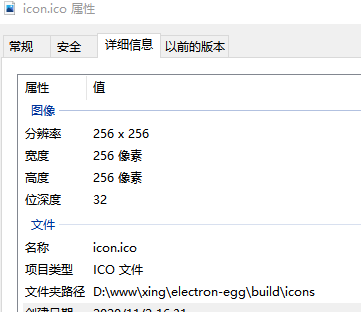 icon.ico 属性
常规 安全 详细信息 以前的版本
属性 值
图像
分辨率 256 x 256
宽度 256 像素
高度 256 像素
位深度 32
文件
名称 icon.ico
项目类型 ICO 文件
文件夹路径 D:\www\xing\electron-egg\build\icons